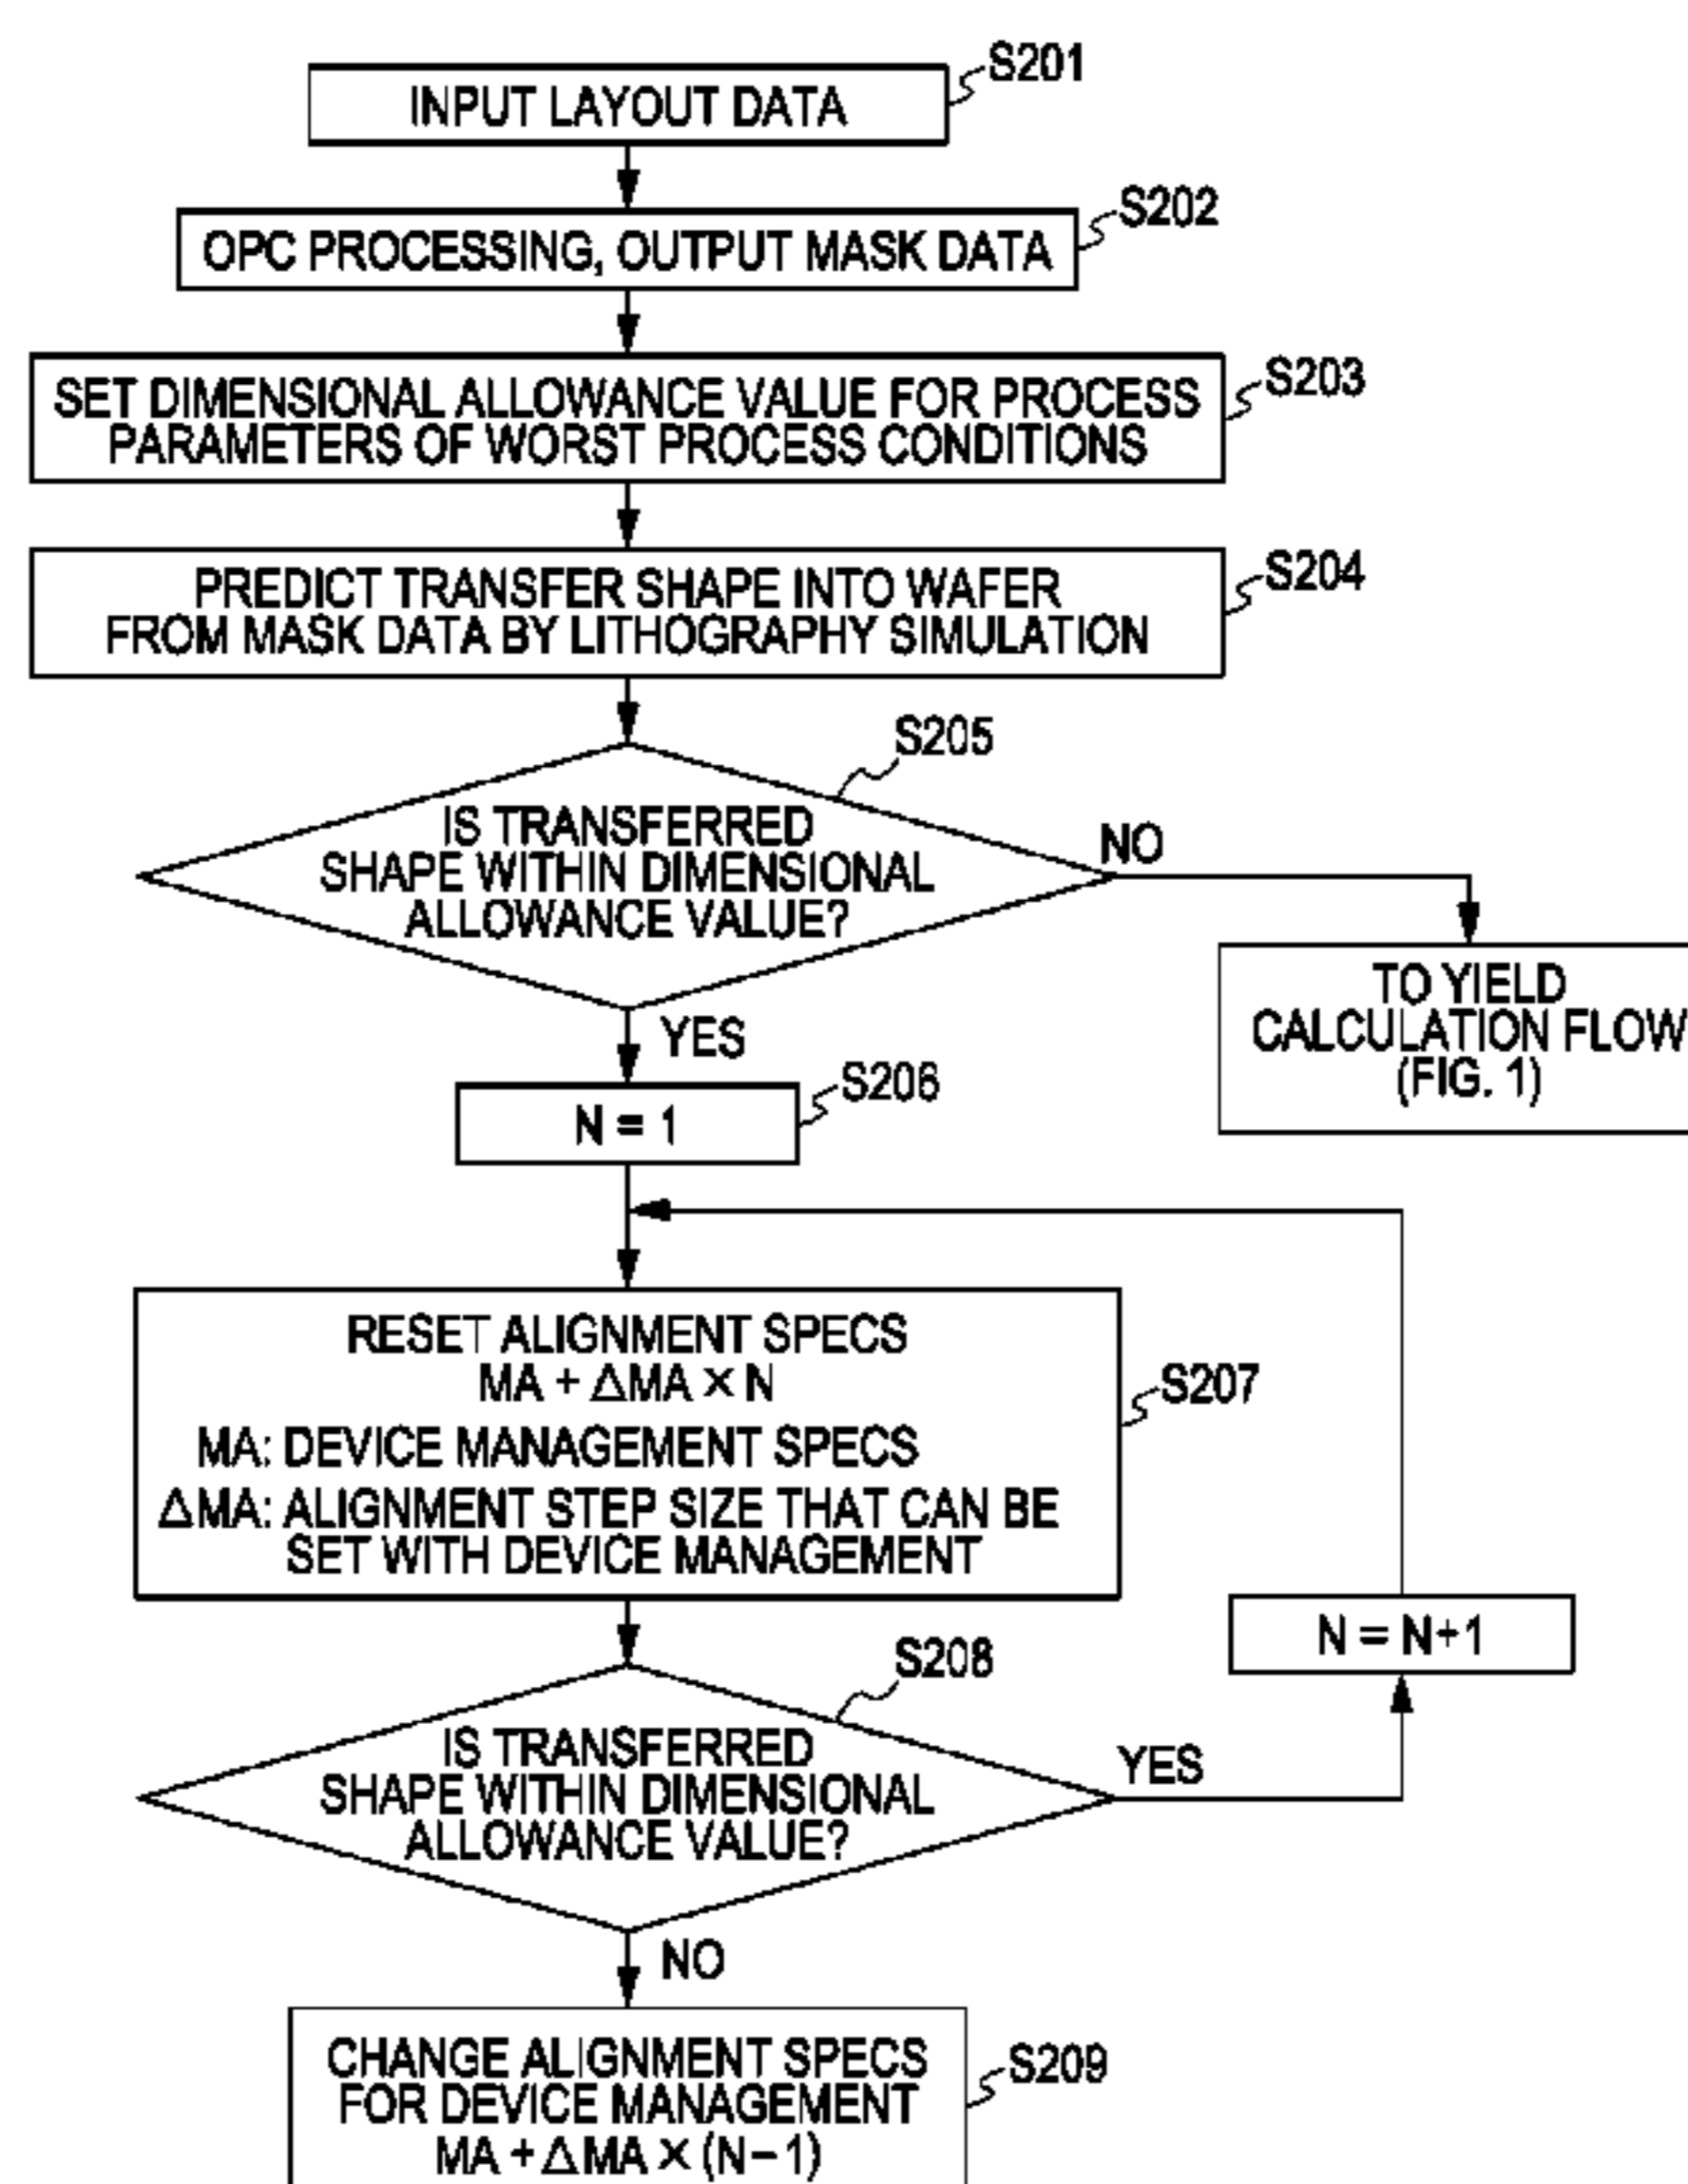 S201
INPUT LAYOUT DATA
S202
OPC PROCESSING, OUTPUT MASK DATA
S203
SET DIMENSIONAL ALLOWANCE VALUE FOR PROCESS
PARAMETERS OF WORST PROCESS CONDITIONS
S204
PREDICT TRANSFER SHAPE INTO WAFER
FROM MASK DATA BY LITHOGRAPHY SIMULATION
S205
IS TRANSFERRED
SHAPE WITHIN DIMENSIONAL
ALLOWANCE VALUE?
NO
TO YIELD
CALCULATION FLOW
(FIG. 1)
YES
S206
N = 1
RESET ALIGNMENT SPECS
MA + △MA × N
MA: DEVICE MANAGEMENT SPECS
△MA: ALIGNMENT STEP SIZE THAT CAN BE
SET WITH DEVICE MANAGEMENT
S207
N = N+1
S208
IS TRANSFERRED
SHAPE WITHIN DIMENSIONAL
ALLOWANCE VALUE?
YES
NO
CHANGE ALIGNMENT SPECS
FOR DEVICE MANAGEMENT
MA + △MA × (N−1)
S209